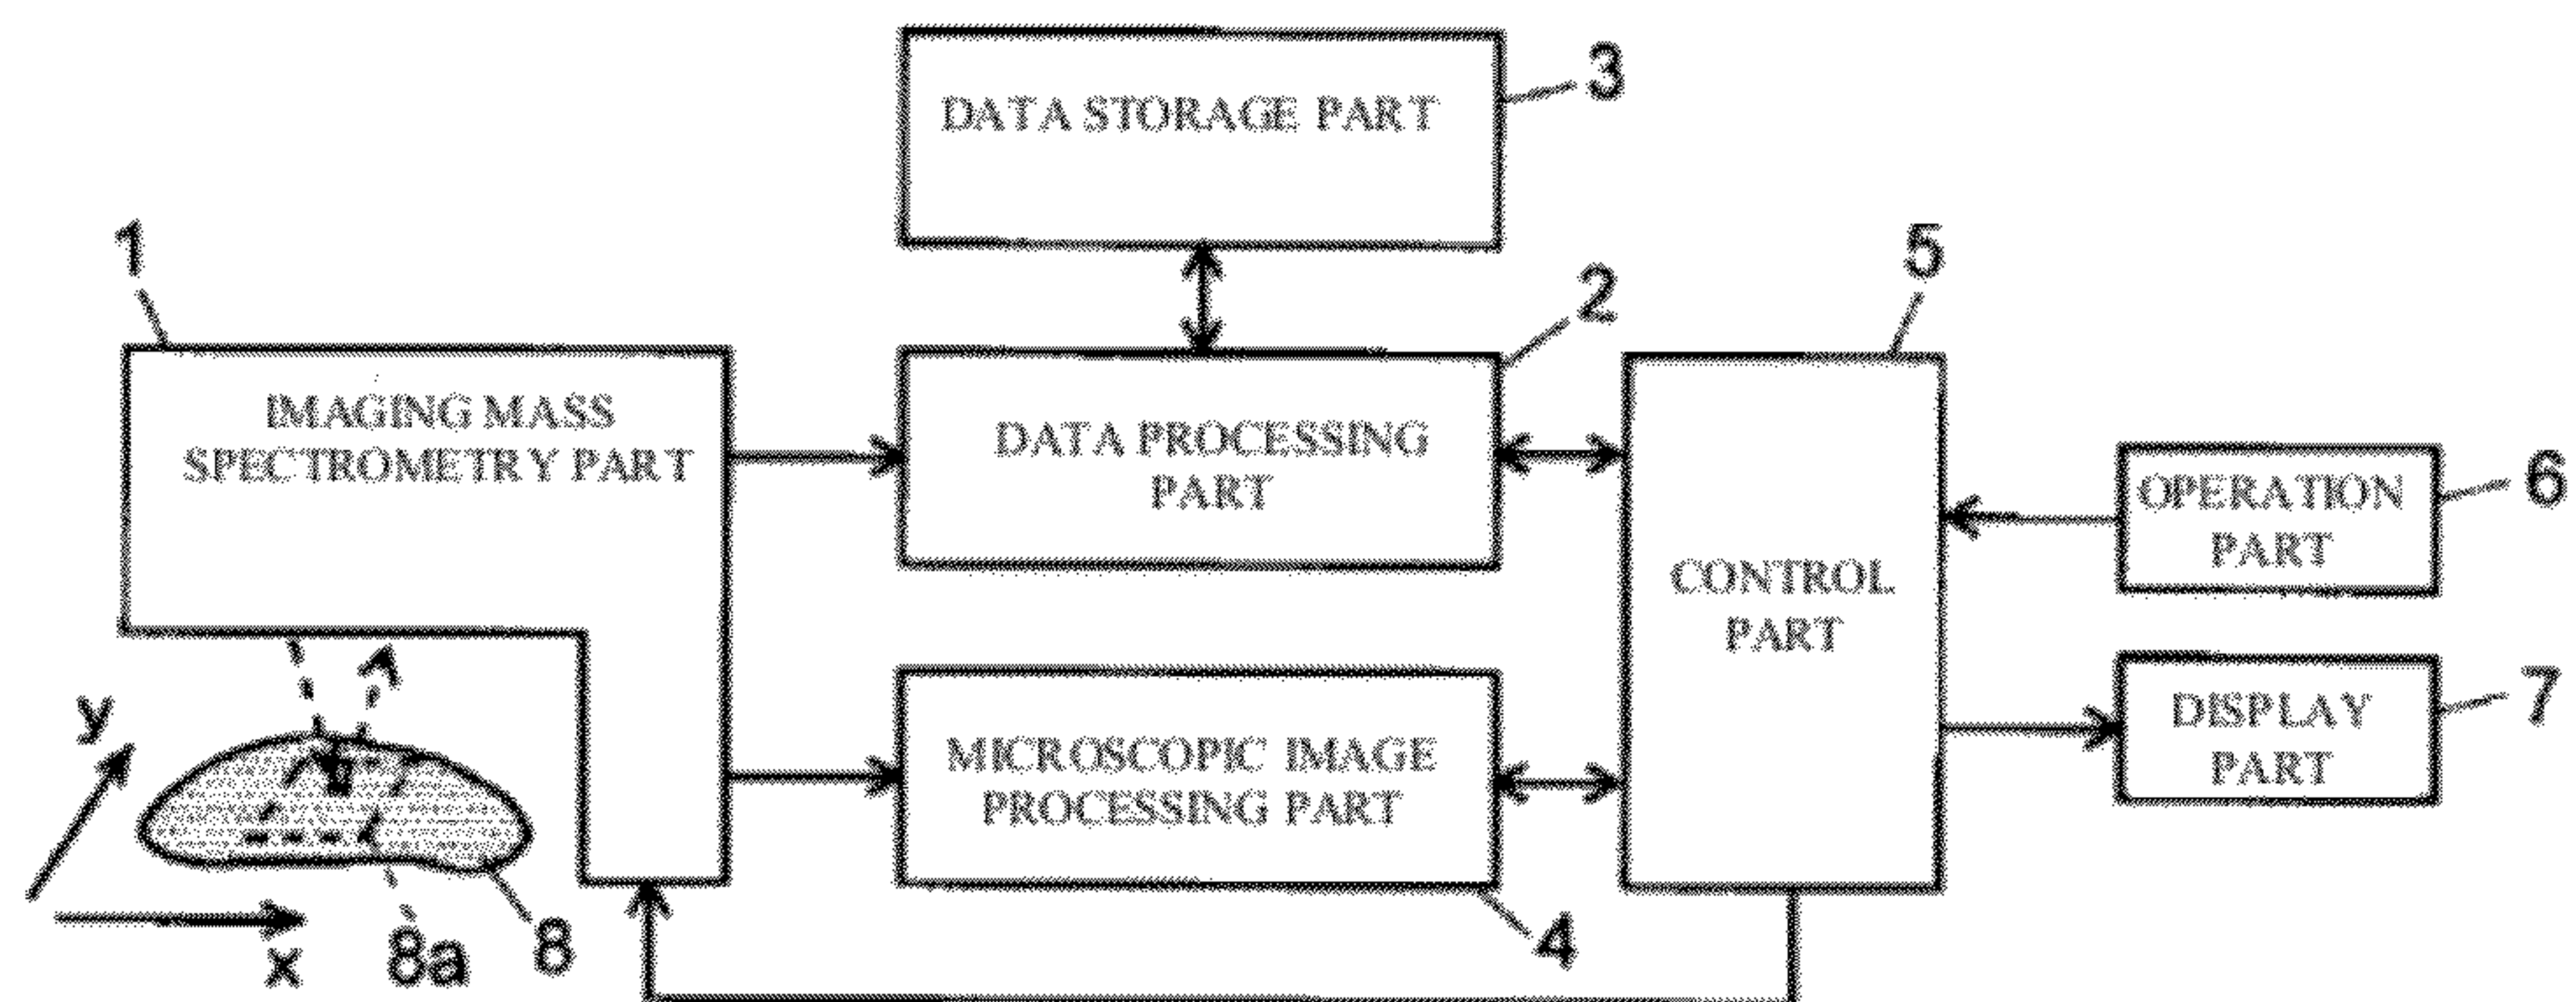 DATA STORAGE PART
3
1
IMAGING MASS
SPECTROMETRY PART
2
DATA PROCESSING
PART
5
CONTROL
PART
OPERATION
PART
6
MICROSCOPIC IMAGE
PROCESSING PART
4
DISPLAY
PART
7
y
x
8a
8